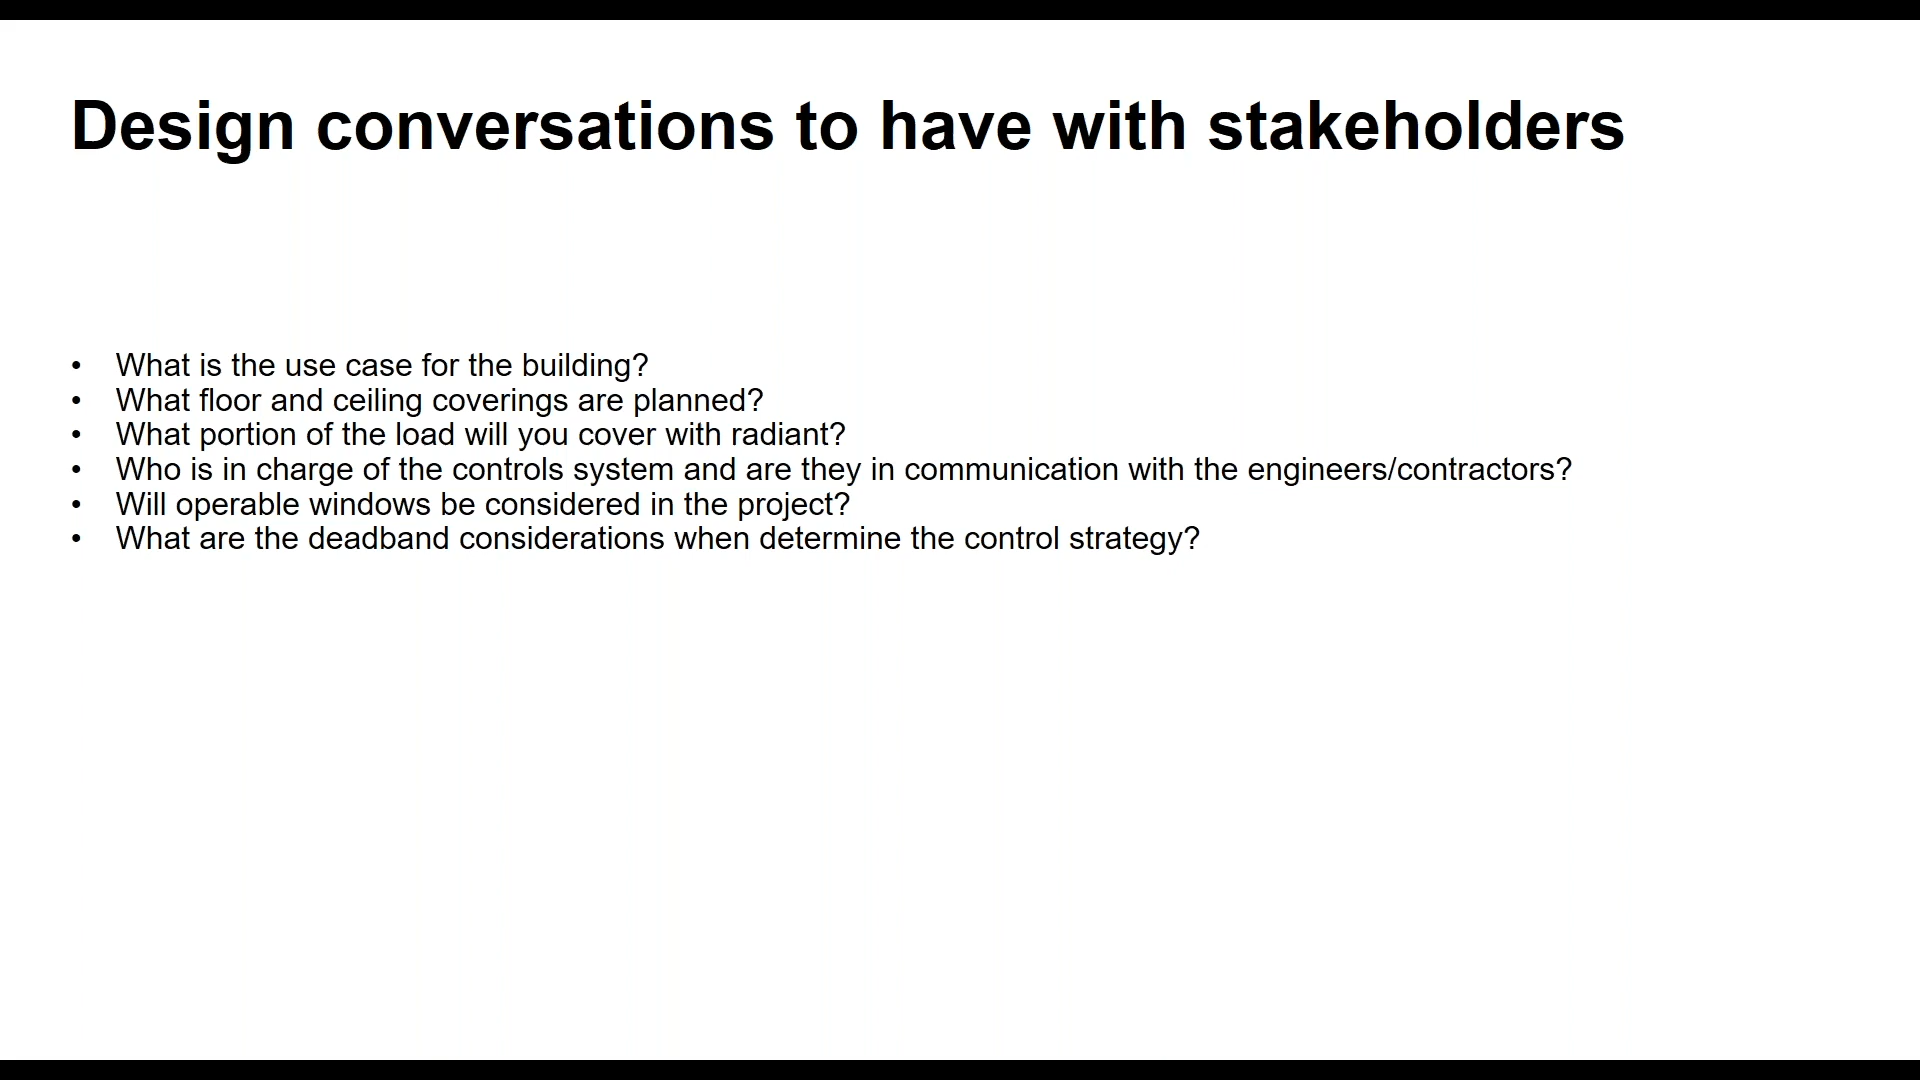 Design conversations to have with stakeholders
• What is the use case for the building?
• What floor and ceiling coverings are planned?
• What portion of the load will you cover with radiant?
• Who is in charge of the controls system and are they in communication with the engineers/contractors?
• Will operable windows be considered in the project?
• What are the deadband considerations when determine the control strategy?